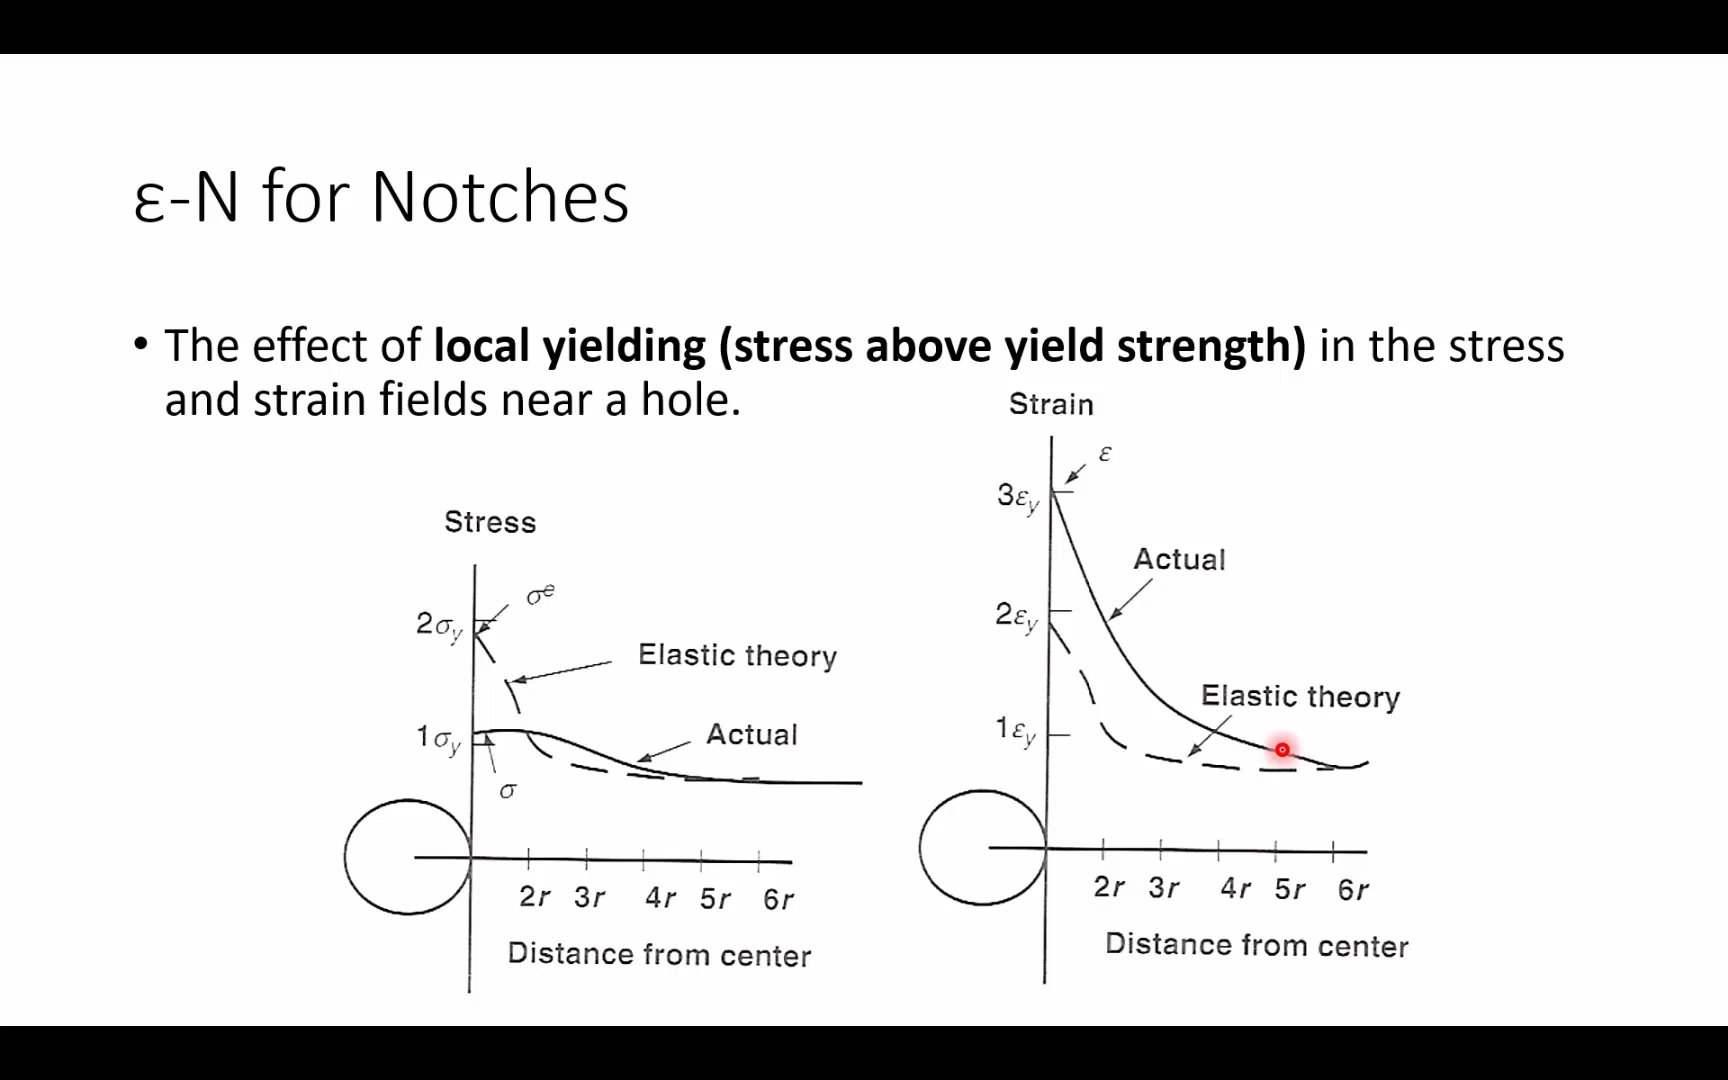 ε-N for Notches
• The effect of local yielding (stress above yield strength) in the stress
and strain fields near a hole.
Stress
σᵉ
2σy
Elastic theory
1σy
Actual
σ
2r 3r 4r 5r 6r
Distance from center
Strain
ε
3εy
Actual
2εy
Elastic theory
1εy
2r 3r 4r 5r 6r
Distance from center